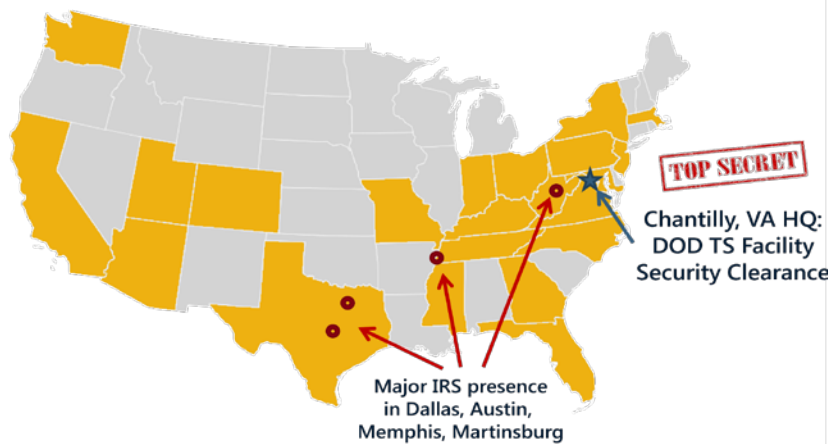 TOP SECRET
Chantilly, VA HQ:
DOD TS Facility
Security Clearance
Major IRS presence
in Dallas, Austin,
Memphis, Martinsburg